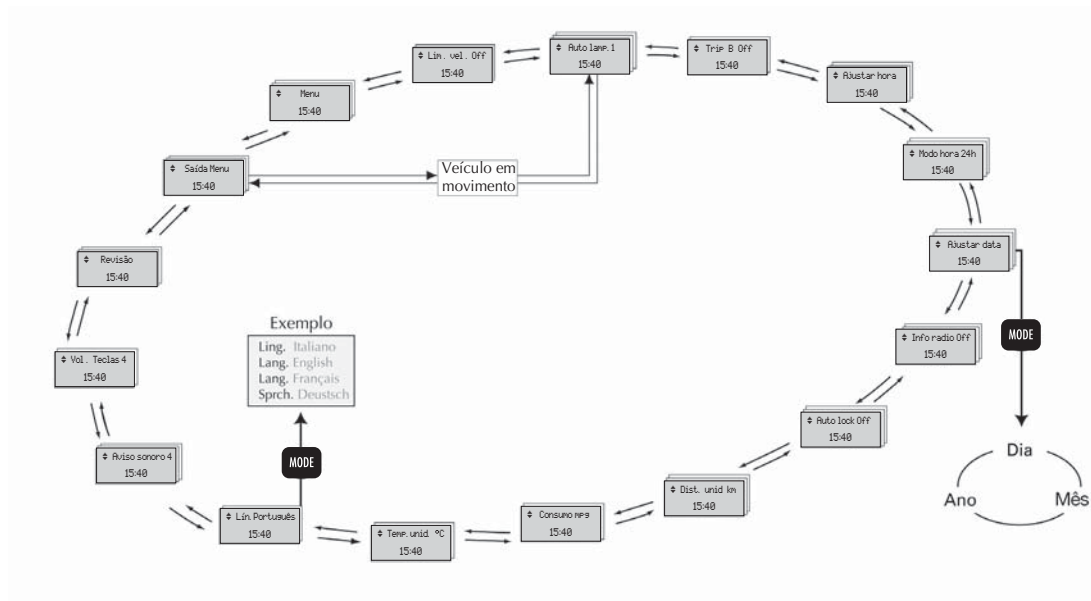 Auto lamp.1
15:40
Trip B Off
15:40
Ajustar hora
15:40
Modo hora 24h
15:40
Ajustar data
15:40
MODE
Dia
Ano
Mês
Info radio Off
15:40
Auto lock Off
15:40
Dist. unid km
15:40
Consumo mpg
15:40
Temp.unid °C
15:40
Lín.Português
15:40
MODE
Exemplo
Ling. Italiano
Lang. English
Lang. Français
Sprch. Deustsch
Aviso sonoro 4
15:40
Vol. Teclas 4
15:40
Revisão
15:40
Saída Menu
15:40
Menu
15:40
Lim. vel. Off
15:40
Veículo em
movimento